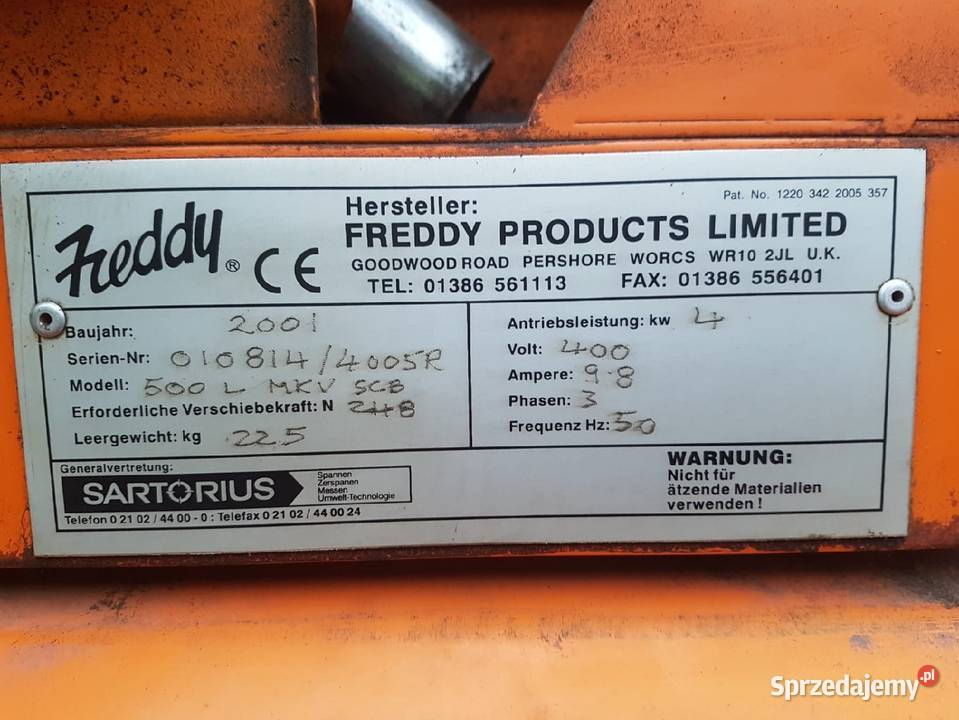 Pat. No. 1220 342 2005 357
Freddy ® CE
Hersteller:
FREDDY PRODUCTS LIMITED
GOODWOOD ROAD PERSHORE WORCS WR10 2JL U.K.
TEL: 01386 561113 FAX: 01386 556401
Baujahr: 2001
Serien-Nr: 010814/4005R
Modell: 500 L MKV SCB
Erforderliche Verschiebekraft: N 248
Leergewicht: kg 225
Antriebsleistung: kw 4
Volt: 400
Ampere: 9.8
Phasen: 3
Frequenz Hz: 50
Generalvertretung:
SARTORIUS
Spannen
Zerspanen
Messen
Umwelt-Technologie
Telefon 0 21 02 / 44 00 - 0 : Telefax 0 21 02 / 44 00 24
WARNUNG:
Nicht für
ätzende Materialien
verwenden !
Sprzedajemy.pl